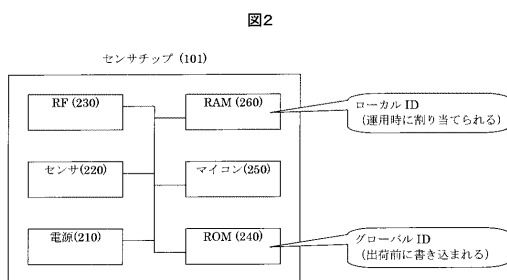 図2
センサチップ (101)
RF (230)
RAM (260)
ローカル ID
(運用時に割り当てられる)
センサ(220)
マイコン(250)
電源(210)
ROM (240)
グローバル ID
(出荷前に書き込まれる)